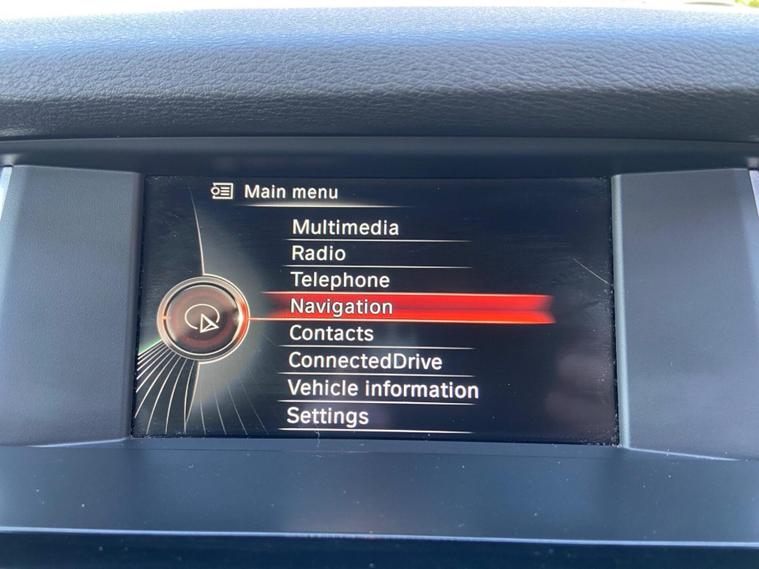 Main menu
Multimedia
Radio
Telephone
Navigation
Contacts
ConnectedDrive
Vehicle information
Settings